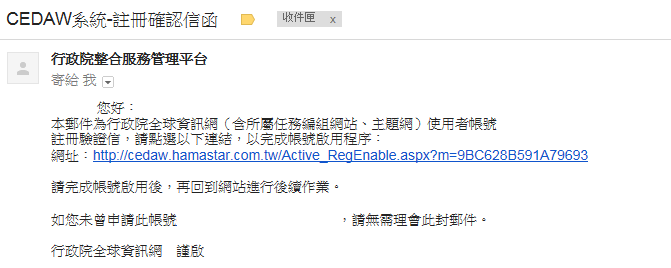 CEDAW系統-註冊確認信函 收件匣 x
行政院整合服務管理平台
寄給 我
您好：
本郵件為行政院全球資訊網（含所屬任務編組網站、主題網）使用者帳號
註冊驗證信，請點選以下連結，以完成帳號啟用程序：
網址：http://cedaw.hamastar.com.tw/Active_RegEnable.aspx?m=9BC628B591A79693
請完成帳號啟用後，再回到網站進行後續作業。
如您未曾申請此帳號 ，請無需理會此封郵件。
行政院全球資訊網 謹啟